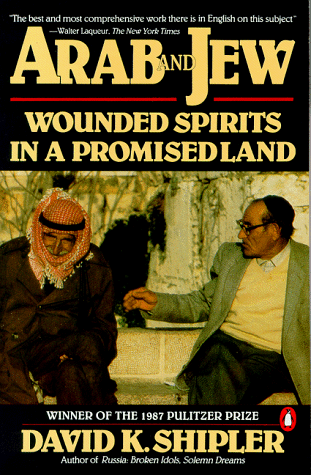 "The best and most comprehensive work there is in English on this subject"
—Walter Laqueur, The New York Times
ARAB AND JEW
WOUNDED SPIRITS
IN A PROMISED LAND
WINNER OF THE 1987 PULITZER PRIZE
DAVID K. SHIPLER
Author of Russia: Broken Idols, Solemn Dreams